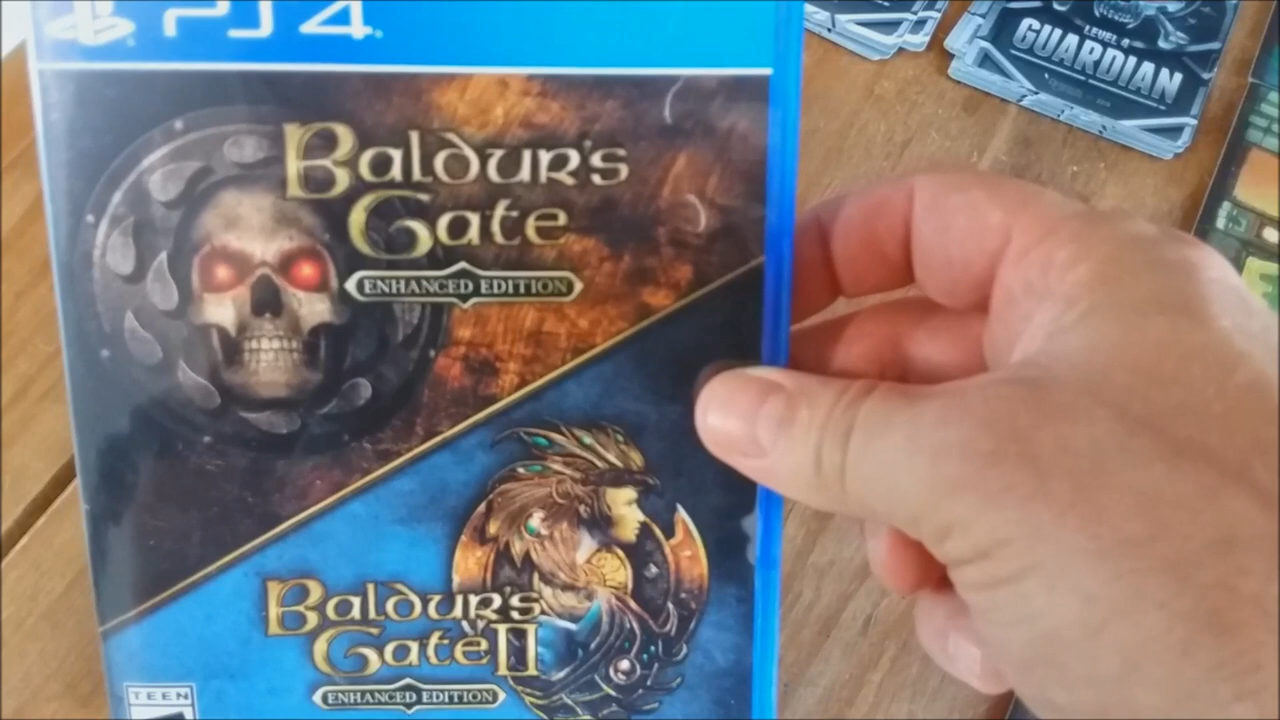 PS4
LEVEL 4
GUARDIAN
Baldur's
Gate
ENHANCED EDITION
Baldur's
Gate II
ENHANCED EDITION
TEEN